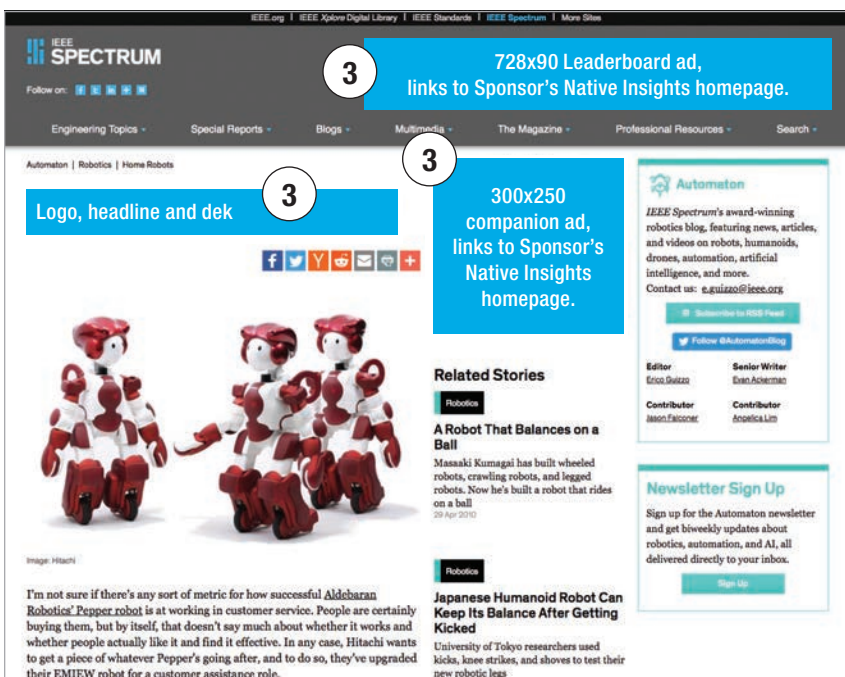 IEEE.org | IEEE Xplore Digital Library | IEEE Standards | IEEE Spectrum | More Sites
IEEE
SPECTRUM
Follow on:
3
728x90 Leaderboard ad,
links to Sponsor's Native Insights homepage.
Engineering Topics Special Reports Blogs Multimedia The Magazine Professional Resources Search
Automaton | Robotics | Home Robots
3
Logo, headline and dek
3
300x250
companion ad,
links to Sponsor's
Native Insights
homepage.
Image: Hitachi
I'm not sure if there's any sort of metric for how successful Aldebaran
Robotics' Pepper robot is at working in customer service. People are certainly
buying them, but by itself, that doesn't say much about whether it works and
whether people actually like it and find it effective. In any case, Hitachi wants
to get a piece of whatever Pepper's going after, and to do so, they've upgraded
their EMIEW robot for a customer assistance role.
Related Stories
Robotics
A Robot That Balances on a
Ball
Masaaki Kumagai has built wheeled
robots, crawling robots, and legged
robots. Now he's built a robot that rides
on a ball
29 Apr 2010
Robotics
Japanese Humanoid Robot Can
Keep Its Balance After Getting
Kicked
University of Tokyo researchers used
kicks, knee strikes, and shoves to test their
new robotic legs
Automaton
IEEE Spectrum's award-winning
robotics blog, featuring news, articles,
and videos on robots, humanoids,
drones, automation, artificial
intelligence, and more.
Contact us: e.guizzo@ieee.org
Subscribe to RSS Feed
Follow @AutomatonBlog
Editor Senior Writer
Erico Guizzo Evan Ackerman
Contributor Contributor
Jason Falconer Angelica Lim
Newsletter Sign Up
Sign up for the Automaton newsletter
and get biweekly updates about
robotics, automation, and AI, all
delivered directly to your inbox.
Sign Up